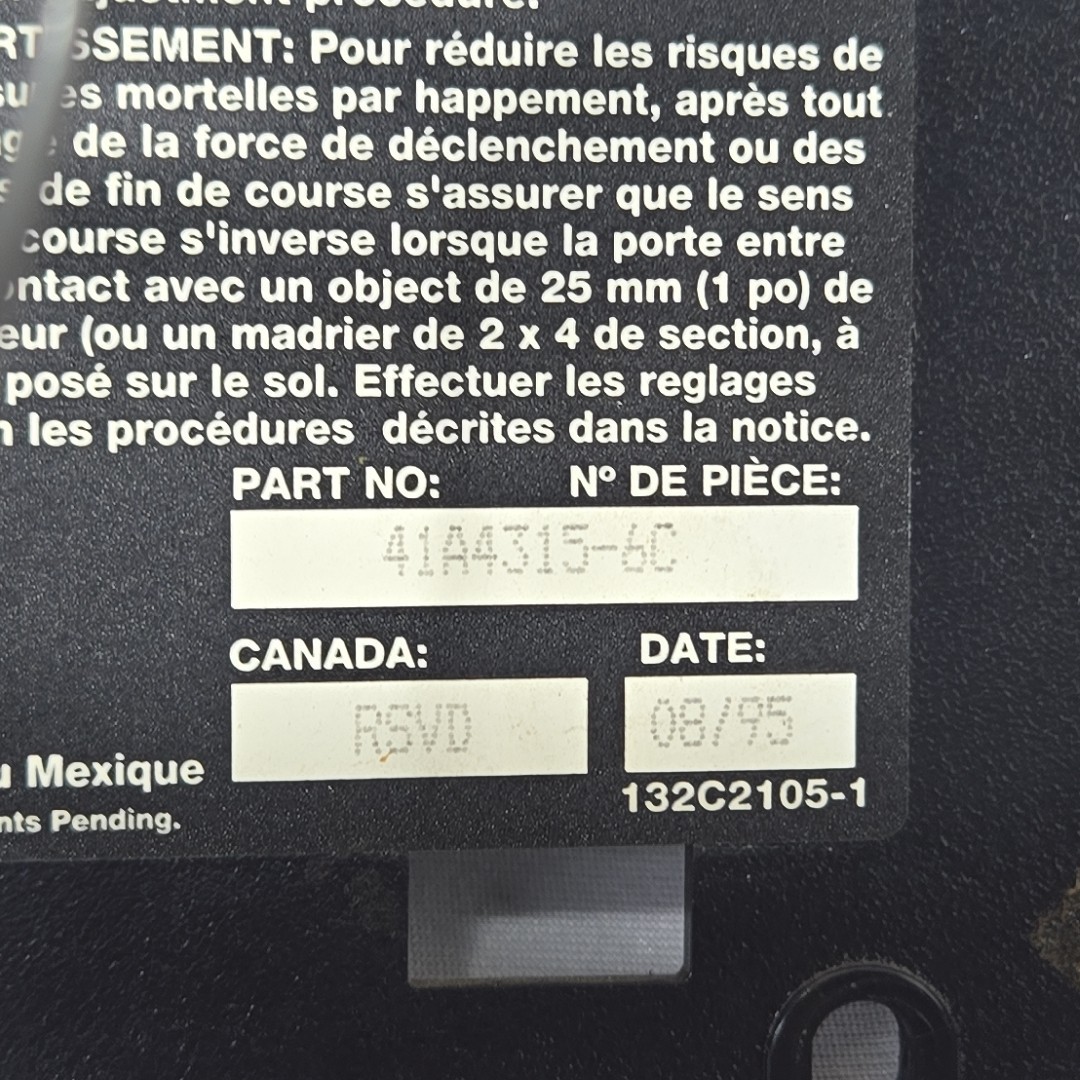 procedure.
SSEMENT: Pour réduire les risques de
es mortelles par happement, après tout
de la force de déclenchement ou des
de fin de course s'assurer que le sens
course s'inverse lorsque la porte entre
ntact avec un object de 25 mm (1 po) de
eur (ou un madrier de 2 x 4 de section, à
posé sur le sol. Effectuer les reglages
les procédures décrites dans la notice.
PART NO: Nº DE PIÈCE:
41A4315-6C
CANADA: DATE:
RSVD 08/95
Mexique 132C2105-1
nts Pending.